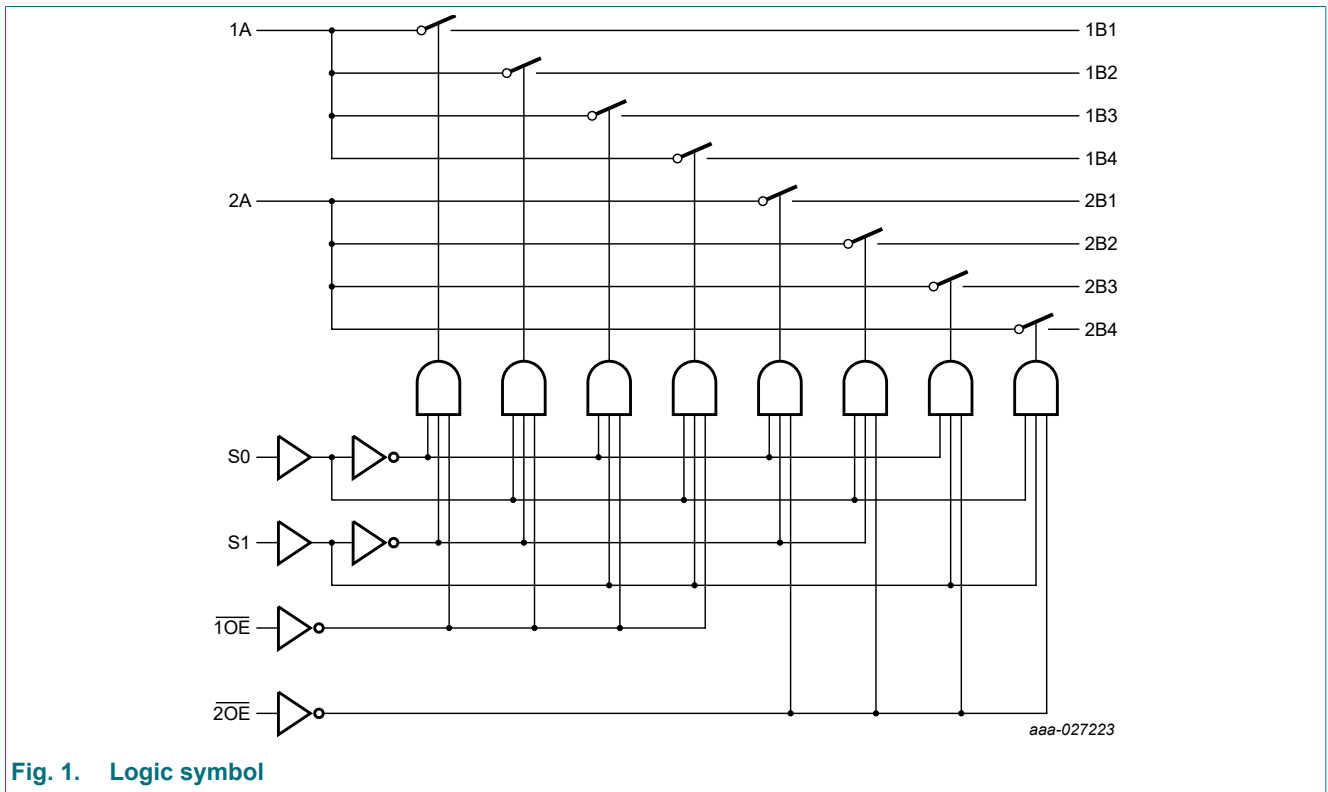 1A 1B1
1B2
1B3
1B4
2A 2B1
2B2
2B3
2B4
S0
S1
1OE
2OE
aaa-027223
Fig. 1. Logic symbol